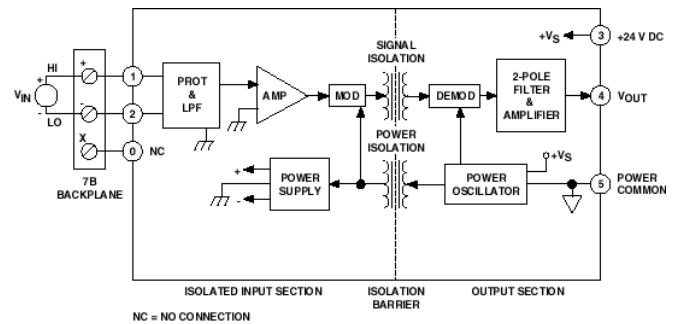 SIGNAL
ISOLATION
+VS
3
+24 V DC
HI
+
VIN
-
LO
+
1
-
2
X
0
NC
7B
BACKPLANE
PROT
&
LPF
AMP
MOD
DEMOD
2-POLE
FILTER
&
AMPLIFIER
4
VOUT
POWER
ISOLATION
+
-
POWER
SUPPLY
POWER
OSCILLATOR
+VS
5
POWER
COMMON
ISOLATED INPUT SECTION
ISOLATION
BARRIER
OUTPUT SECTION
NC = NO CONNECTION